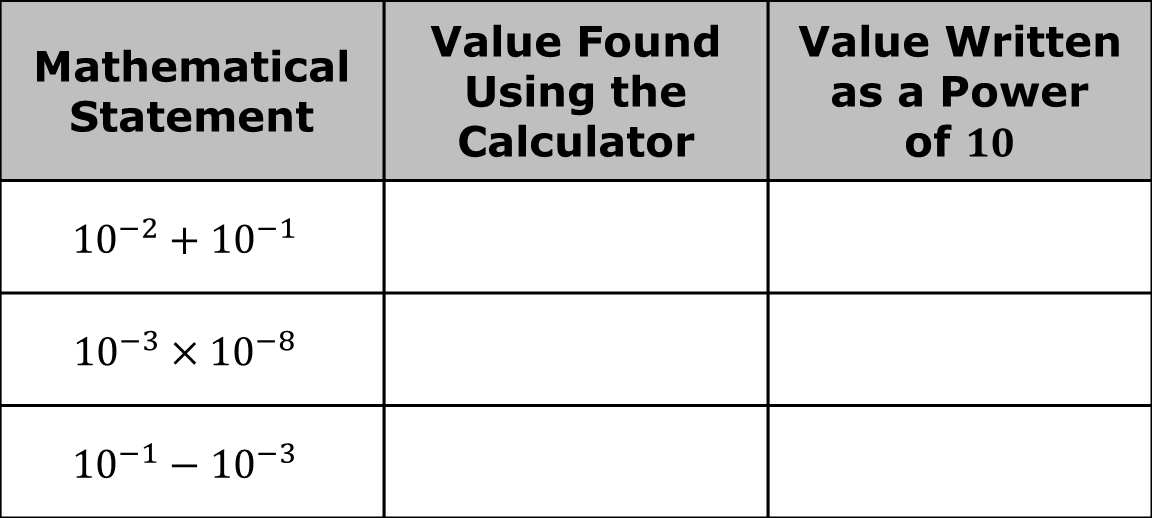 Mathematical
Statement
Value Found
Using the
Calculator
Value Written
as a Power
of 10
10⁻² + 10⁻¹
10⁻³ × 10⁻⁸
10⁻¹ − 10⁻³